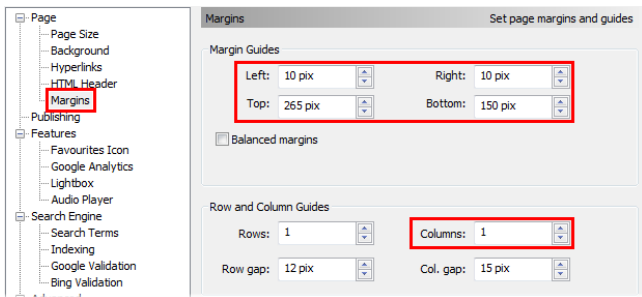 Page
Page Size
Background
Hyperlinks
HTML Header
Margins
Publishing
Features
Favourites Icon
Google Analytics
Lightbox
Audio Player
Search Engine
Search Terms
Indexing
Google Validation
Bing Validation
Margins Set page margins and guides
Margin Guides
Left: 10 pix Right: 10 pix
Top: 265 pix Bottom: 150 pix
Balanced margins
Row and Column Guides
Rows: 1 Columns: 1
Row gap: 12 pix Col. gap: 15 pix